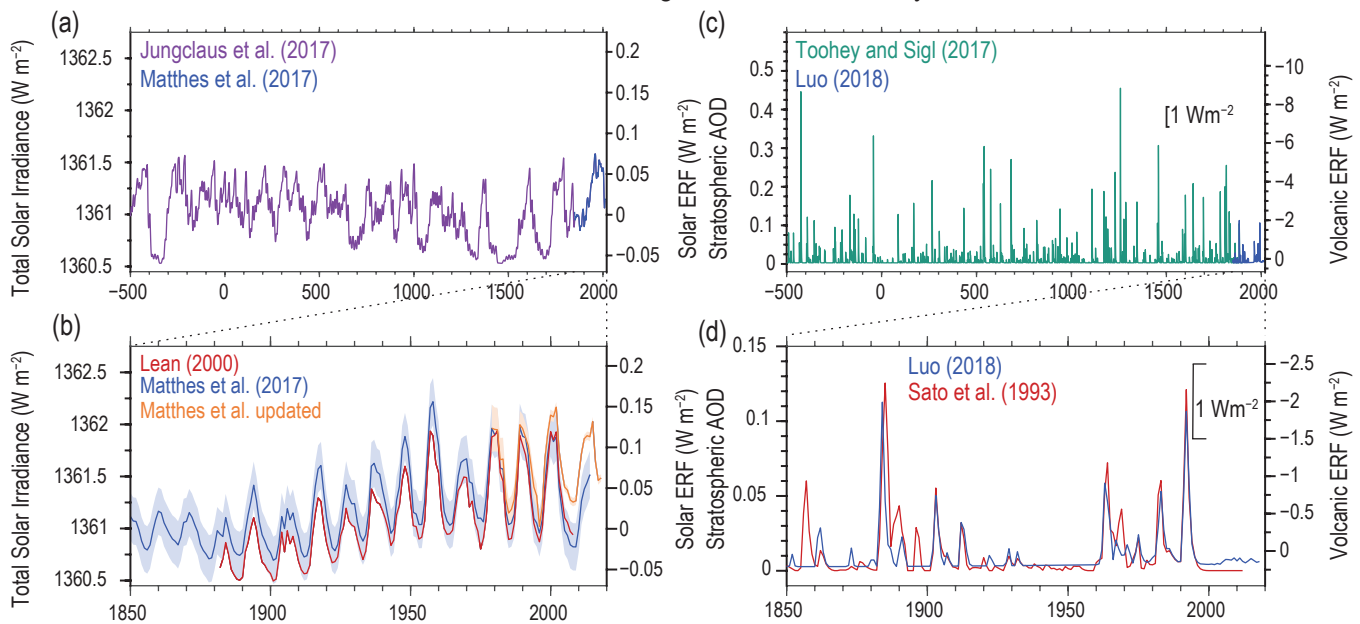 (a)
Total Solar Irradiance (W m−2)
1362.5
1362
1361.5
1361
1360.5
Jungclaus et al. (2017)
Matthes et al. (2017)
0.2
0.15
0.1
0.05
0
−0.05
Solar ERF (W m−2)
−500
0
500
1000
1500
2000
(c)
Stratospheric AOD
0.5
0.4
0.3
0.2
0.1
0
Toohey and Sigl (2017)
Luo (2018)
[1 Wm−2
−10
−8
−6
−4
−2
0
Volcanic ERF (W m−2)
−500
0
500
1000
1500
2000
(b)
Total Solar Irradiance (W m−2)
1362.5
1362
1361.5
1361
1360.5
Lean (2000)
Matthes et al. (2017)
Matthes et al. updated
0.2
0.15
0.1
0.05
0
−0.05
Solar ERF (W m−2)
1850
1900
1950
2000
(d)
Stratospheric AOD
0.15
0.1
0.05
0
Luo (2018)
Sato et al. (1993)
1 Wm−2
−2.5
−2
−1.5
−1
−0.5
0
Volcanic ERF (W m−2)
1850
1900
1950
2000